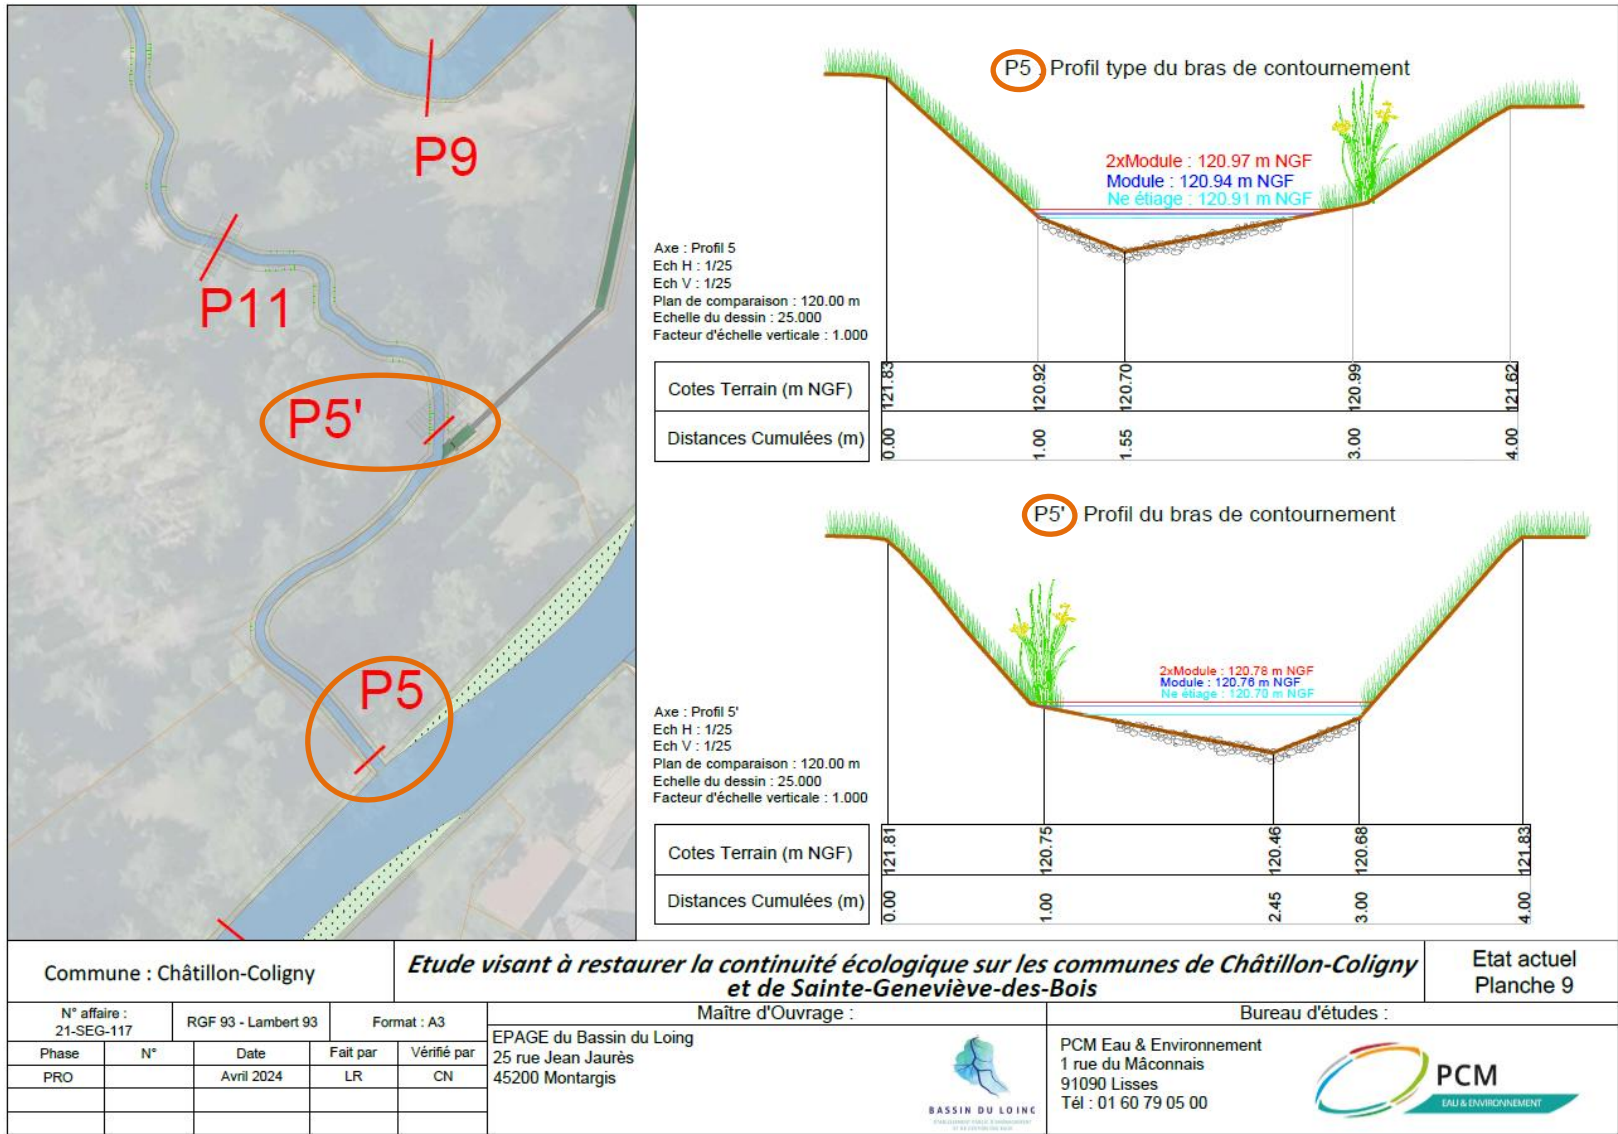 P9
P11
P5'
P5
P5 : Profil type du bras de contournement
2xModule : 120.97 m NGF
Module : 120.94 m NGF
Ne étiage : 120.91 m NGF
Axe : Profil 5
Ech H : 1/25
Ech V : 1/25
Plan de comparaison : 120.00 m
Echelle du dessin : 25.000
Facteur d'échelle verticale : 1.000
Cotes Terrain (m NGF) 121.83 120.92 120.70 120.99 121.62
Distances Cumulées (m) 0.00 1.00 1.55 3.00 4.00
P5' Profil du bras de contournement
2xModule : 120.78 m NGF
Module : 120.76 m NGF
Ne étiage : 120.70 m NGF
Axe : Profil 5'
Ech H : 1/25
Ech V : 1/25
Plan de comparaison : 120.00 m
Echelle du dessin : 25.000
Facteur d'échelle verticale : 1.000
Cotes Terrain (m NGF) 121.81 120.75 120.46 120.68 121.83
Distances Cumulées (m) 0.00 1.00 2.45 3.00 4.00
Commune : Châtillon-Coligny
Etude visant à restaurer la continuité écologique sur les communes de Châtillon-Coligny
et de Sainte-Geneviève-des-Bois
Etat actuel
Planche 9
N° affaire :
21-SEG-117
RGF 93 - Lambert 93
Format : A3
Phase N° Date Fait par Vérifié par
PRO Avril 2024 LR CN
Maître d'Ouvrage :
EPAGE du Bassin du Loing
25 rue Jean Jaurès
45200 Montargis
BASSIN DU LOING
Bureau d'études :
PCM Eau & Environnement
1 rue du Mâconnais
91090 Lisses
Tél : 01 60 79 05 00
PCM
EAU & ENVIRONNEMENT